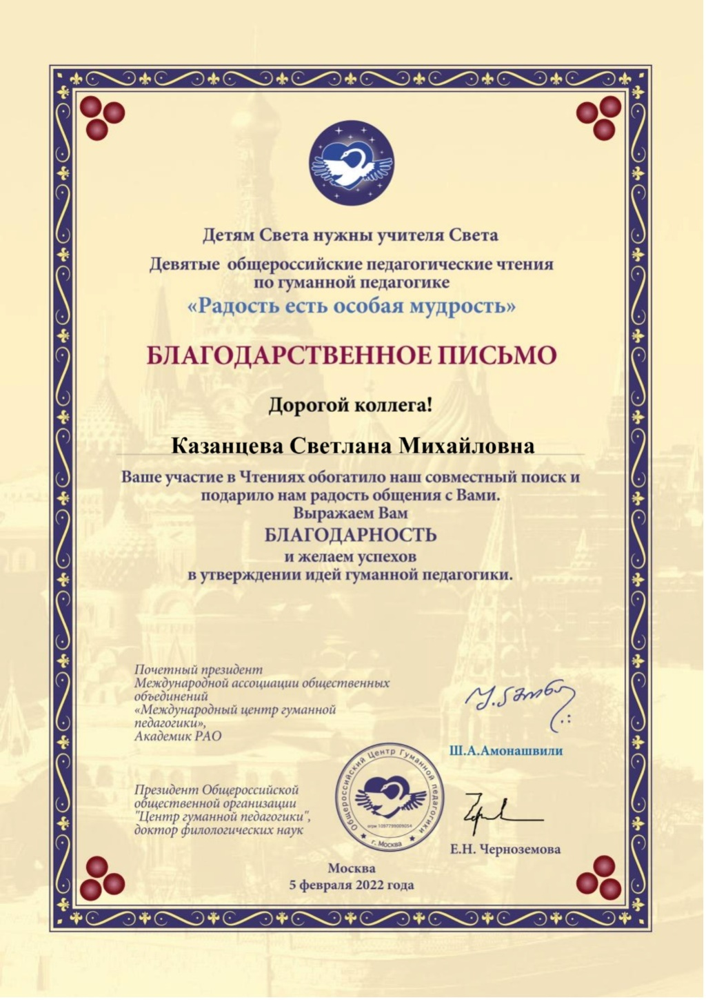 Детям Света нужны учителя Света
Девятые общероссийские педагогические чтения
по гуманной педагогике
«Радость есть особая мудрость»
БЛАГОДАРСТВЕННОЕ ПИСЬМО
Дорогой коллега!
Казанцева Светлана Михайловна
Ваше участие в Чтениях обогатило наш совместный поиск и
подарило нам радость общения с Вами.
Выражаем Вам
БЛАГОДАРНОСТЬ
и желаем успехов
в утверждении идей гуманной педагогики.
Почетный президент
Международной ассоциации общественных
объединений
«Международный центр гуманной
педагогики»,
Академик РАО
Ш.А.Амонашвили
Президент Общероссийской
общественной организации
"Центр гуманной педагогики",
доктор филологических наук
Общероссийский Центр Гуманной педагогики
огрн 1097799009054
г. Москва
Е.Н. Черноземова
Москва
5 февраля 2022 года